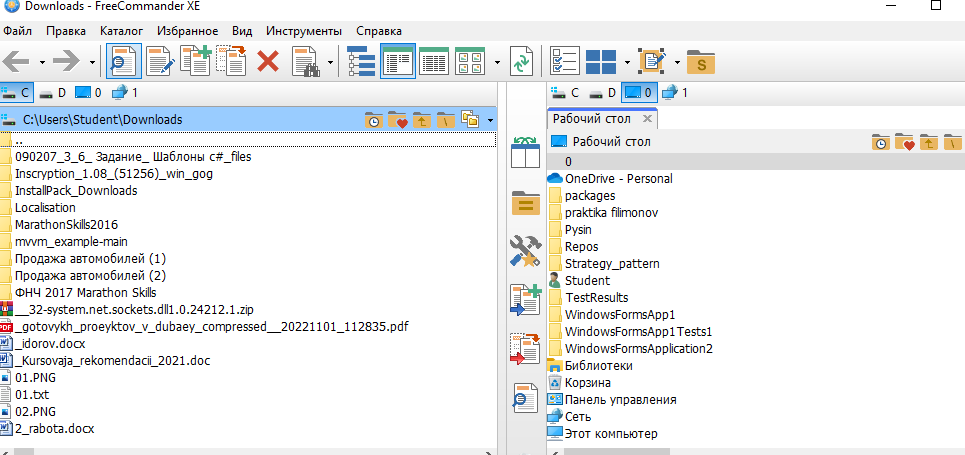 Downloads - FreeCommander XE
Файл Правка Каталог Избранное Вид Инструменты Справка
S
C D 0 1
C:\Users\Student\Downloads
..
090207_3_6_ Задание_ Шаблоны c#_files
Inscryption_1.08_(51256)_win_gog
InstallPack_Downloads
Localisation
MarathonSkills2016
mvvm_example-main
Продажа автомобилей (1)
Продажа автомобилей (2)
ФНЧ 2017 Marathon Skills
__32-system.net.sockets.dll1.0.24212.1.zip
_gotovykh_proeyktov_v_dubaey_compressed__20221101_112835.pdf
_idorov.docx
_Kursovaja_rekomendacii_2021.doc
01.PNG
01.txt
02.PNG
2_rabota.docx
C D 0 1
Рабочий стол
Рабочий стол
0
OneDrive - Personal
packages
praktika filimonov
Pysin
Repos
Strategy_pattern
Student
TestResults
WindowsFormsApp1
WindowsFormsApp1Tests1
WindowsFormsApplication2
Библиотеки
Корзина
Панель управления
Сеть
Этот компьютер